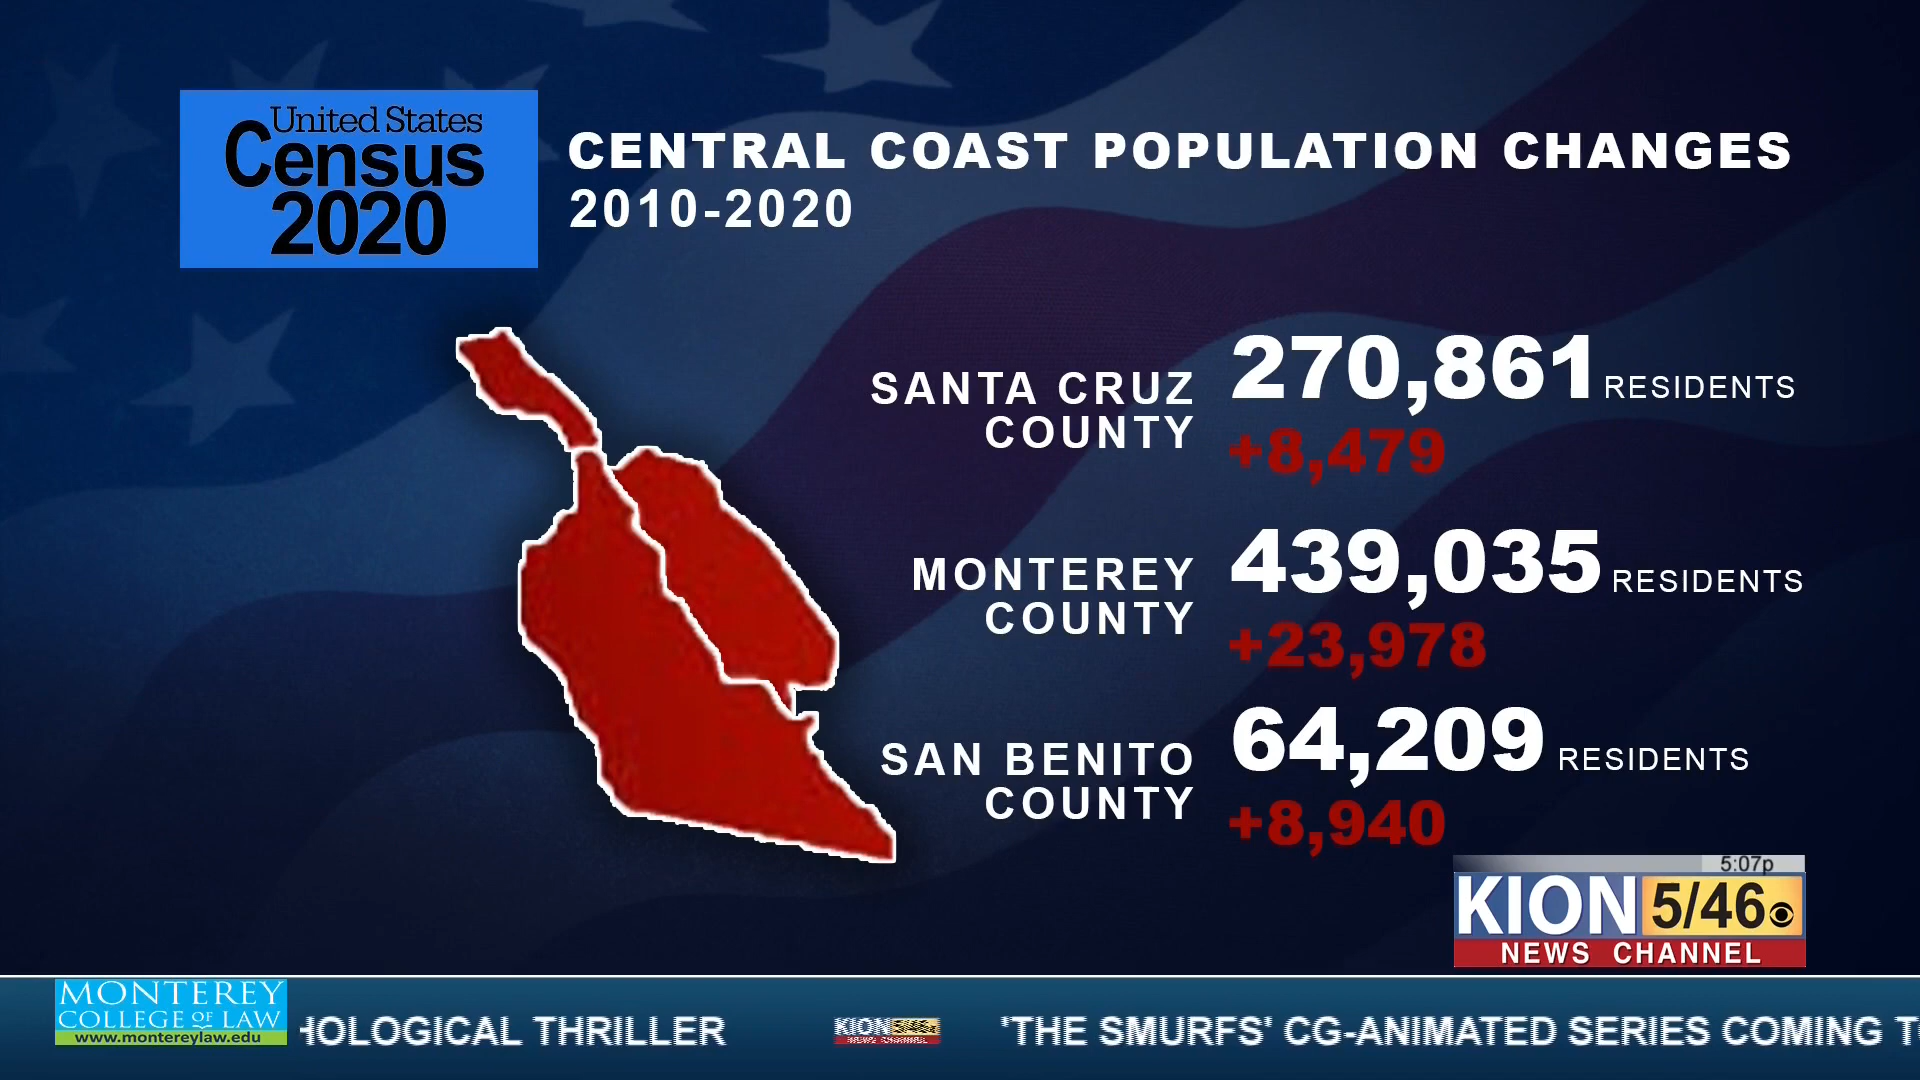 United States
Census
2020
CENTRAL COAST POPULATION CHANGES
2010-2020
SANTA CRUZ
COUNTY
270,861 RESIDENTS
+8,479
MONTEREY
COUNTY
439,035 RESIDENTS
+23,978
SAN BENITO
COUNTY
64,209 RESIDENTS
+8,940
5:07p
KION 5/46
NEWS CHANNEL
MONTEREY
COLLEGE OF LAW
www.montereylaw.edu
HOLOGICAL THRILLER
KION
NEWS CHANNEL
'THE SMURFS' CG-ANIMATED SERIES COMING T